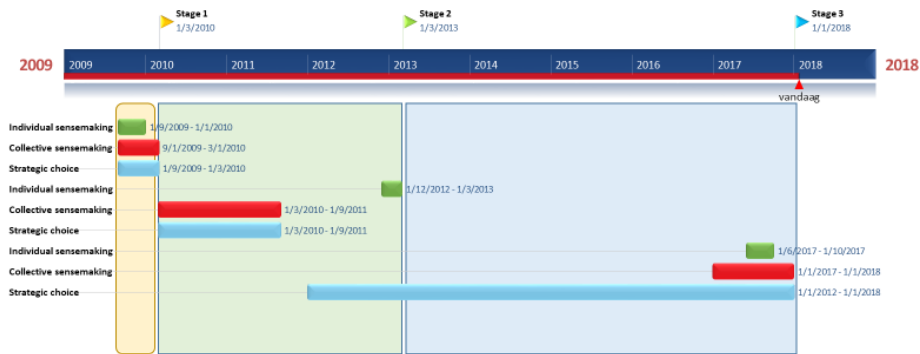 Stage 1
1/3/2010
Stage 2
1/3/2013
Stage 3
1/1/2018
2009 2009 2010 2011 2012 2013 2014 2015 2016 2017 2018 2018
vandaag
Individual sensemaking 1/9/2009 - 1/1/2010
Collective sensemaking 9/1/2009 - 3/1/2010
Strategic choice 1/9/2009 - 1/3/2010
Individual sensemaking 1/12/2012 - 1/3/2013
Collective sensemaking 1/3/2010 - 1/9/2011
Strategic choice 1/3/2010 - 1/9/2011
Individual sensemaking 1/6/2017 - 1/10/2017
Collective sensemaking 1/1/2017 - 1/1/2018
Strategic choice 1/1/2012 - 1/1/2018